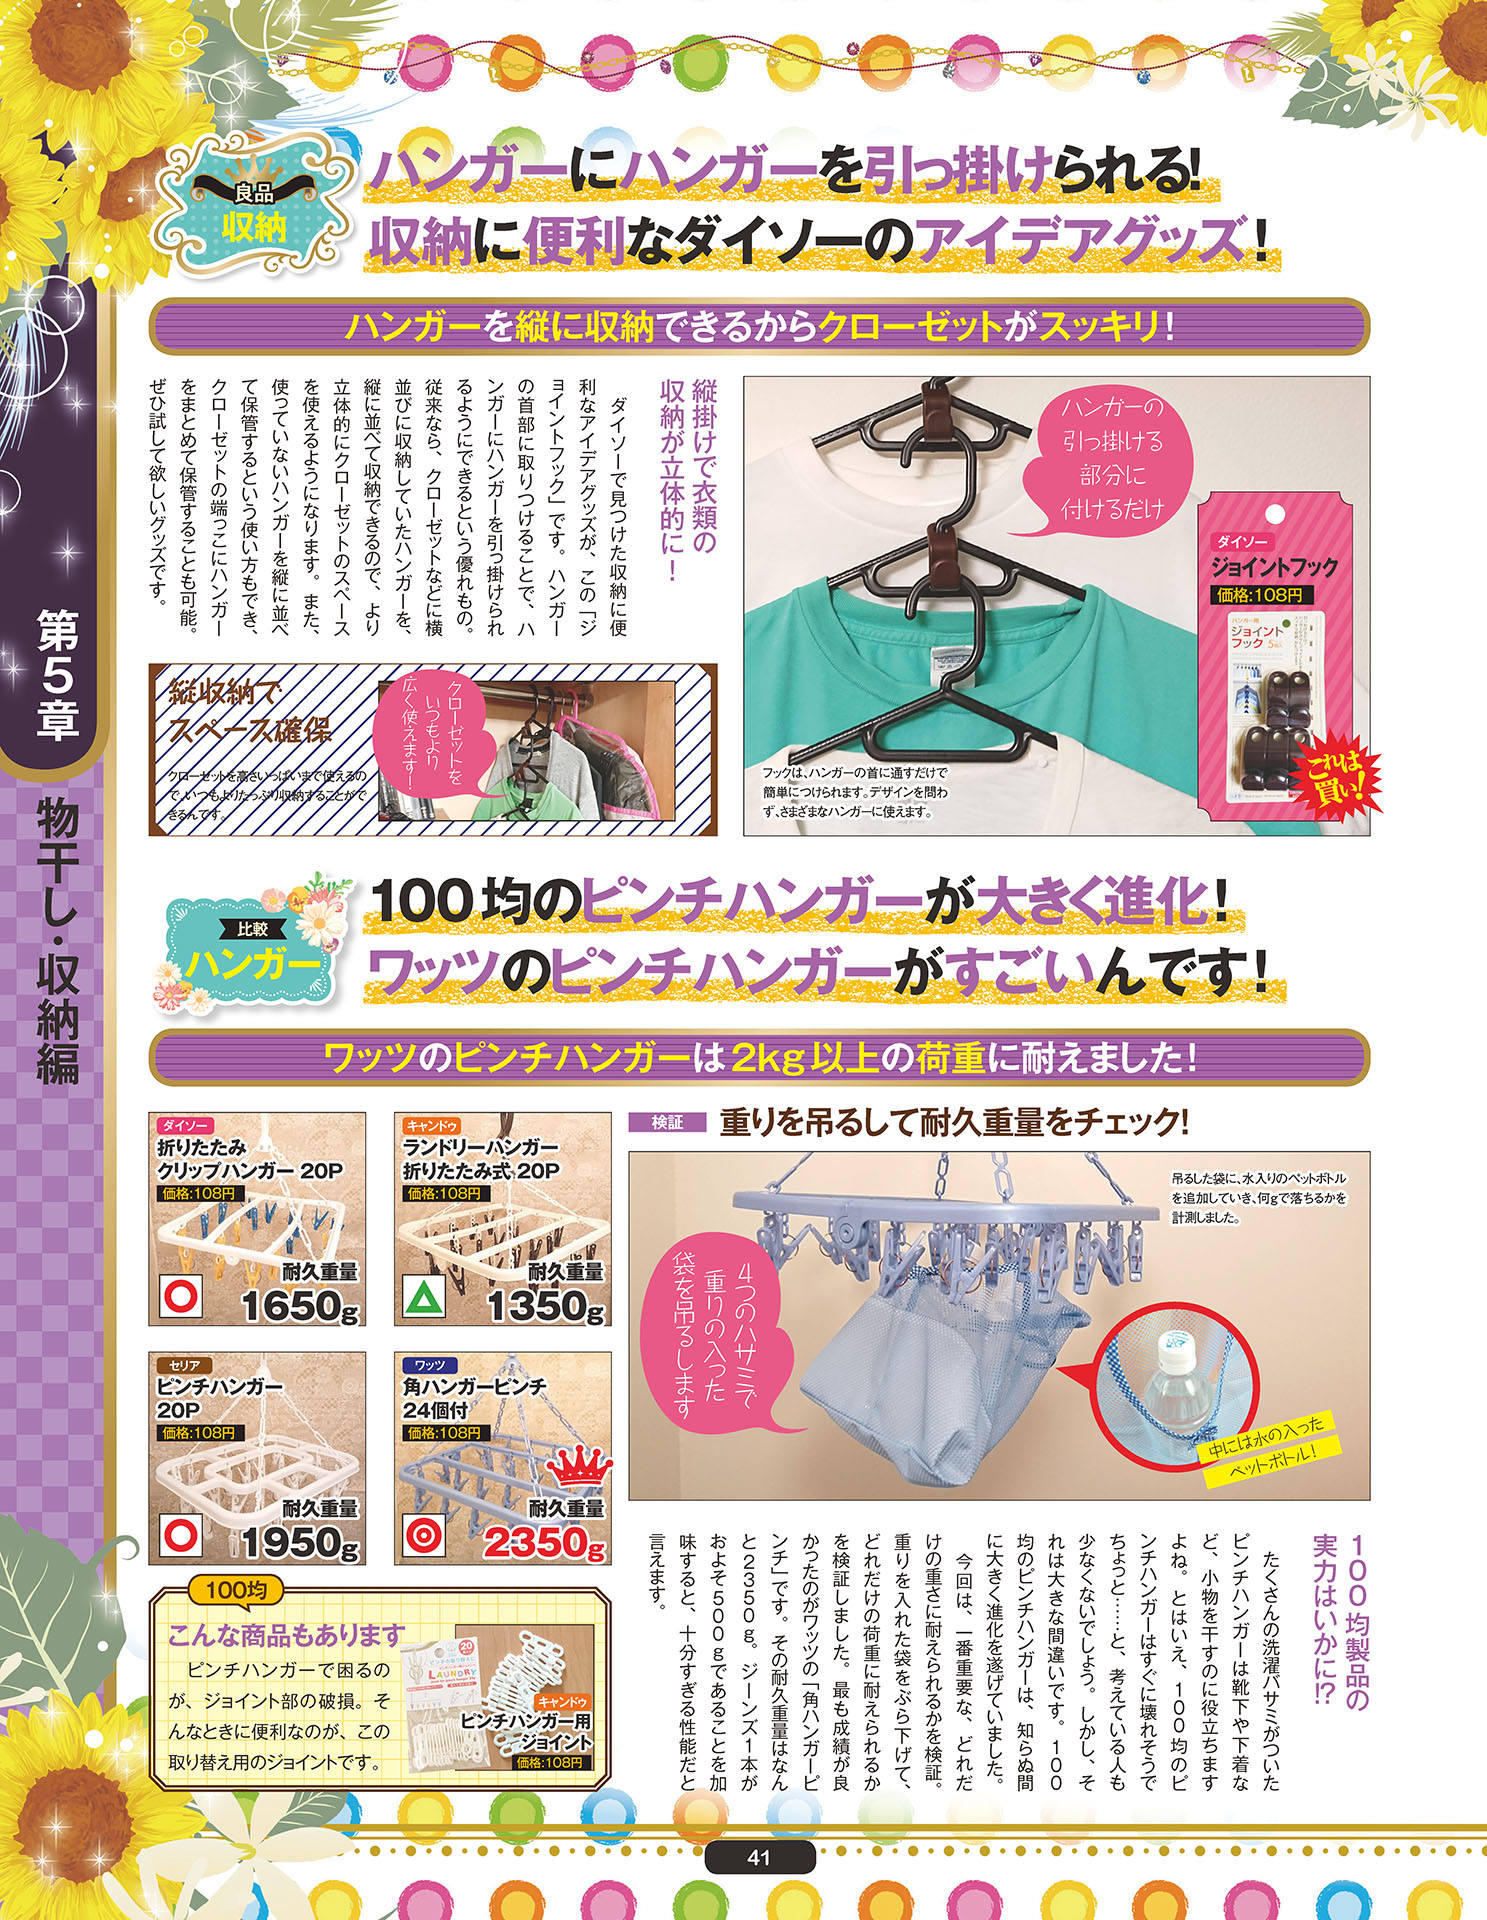 良品
収納
ハンガーにハンガーを引っ掛けられる!
収納に便利なダイソーのアイデアグッズ!
ハンガーを縦に収納できるからクローゼットがスッキリ!
縦掛けで衣類の
収納が立体的に!
ダイソーで見つけた収納に便
利なアイデアグッズが、この「ジ
ョイントフック」です。ハンガー
の首部に取りつけることで、ハ
ンガーにハンガーを引っ掛けられ
るようにできるという優れもの。
従来なら、クローゼットなどに横
並びに収納していたハンガーを、
縦に並べて収納できるので、より
立体的にクローゼットのスペース
を使えるようになります。また、
使っていないハンガーを縦に並べ
て保管するという使い方もでき、
クローゼットの端っこにハンガー
をまとめて保管することも可能。
ぜひ試して欲しいグッズです。
ハンガーの
引っ掛ける
部分に
付けるだけ
ダイソー
ジョイントフック
価格:108円
ハンガー用
ジョイント
フック 5個入
これは
買い!
フックは、ハンガーの首に通すだけで
簡単につけられます。デザインを問わ
ず、さまざまなハンガーに使えます。
縦収納で
スペース確保
クローゼットを高さいっぱいまで使えるの
で、いつもよりたっぷり収納することがで
きるんです。
クローゼットを
いつもより
広く使えます!
第5章 物干し・収納編
比較
ハンガー
100均のピンチハンガーが大きく進化!
ワッツのピンチハンガーがすごいんです!
ワッツのピンチハンガーは2kg以上の荷重に耐えました!
ダイソー
折りたたみ
クリップハンガー 20P
価格:108円
耐久重量
1650g
キャンドゥ
ランドリーハンガー
折りたたみ式 20P
価格:108円
耐久重量
1350g
セリア
ピンチハンガー
20P
価格:108円
耐久重量
1950g
ワッツ
角ハンガーピンチ
24個付
価格:108円
耐久重量
2350g
検証 重りを吊るして耐久重量をチェック!
吊るした袋に、水入りのペットボトル
を追加していき、何gで落ちるかを
計測しました。
4つのハサミで
重りの入った
袋を吊るします
中には水の入った
ペットボトル!
100均製品の
実力はいかに!?
たくさんの洗濯バサミがついた
ピンチハンガーは靴下や下着な
ど、小物を干すのに役立ちます
よね。とはいえ、100均のピ
ンチハンガーはすぐに壊れそうで
ちょっと……と、考えている人も
少なくないでしょう。しかし、そ
れは大きな間違いです。100
均のピンチハンガーは、知らぬ間
に大きく進化を遂げていました。
今回は、一番重要な、どれだ
けの重さに耐えられるかを検証。
重りを入れた袋をぶら下げて、
どれだけの荷重に耐えられるか
を検証しました。最も成績が良
かったのがワッツの「角ハンガーピ
ンチ」です。その耐久重量はなん
と2350g。ジーンズ1本が
およそ500gであることを加
味すると、十分すぎる性能だと
言えます。
100均
こんな商品もあります
ピンチハンガーで困るの
が、ジョイント部の破損。そ
んなときに便利なのが、この
取り替え用のジョイントです。
LAUNDRY
キャンドゥ
ピンチハンガー用
ジョイント
価格:108円
41